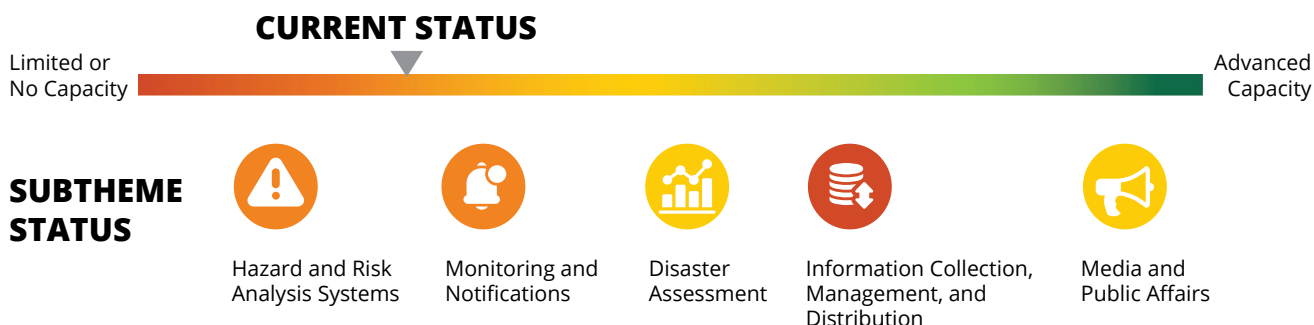 CURRENT STATUS
Limited or
No Capacity
Advanced
Capacity
SUBTHEME
STATUS
Hazard and Risk
Analysis Systems
Monitoring and
Notifications
Disaster
Assessment
Information Collection,
Management, and
Distribution
Media and
Public Affairs